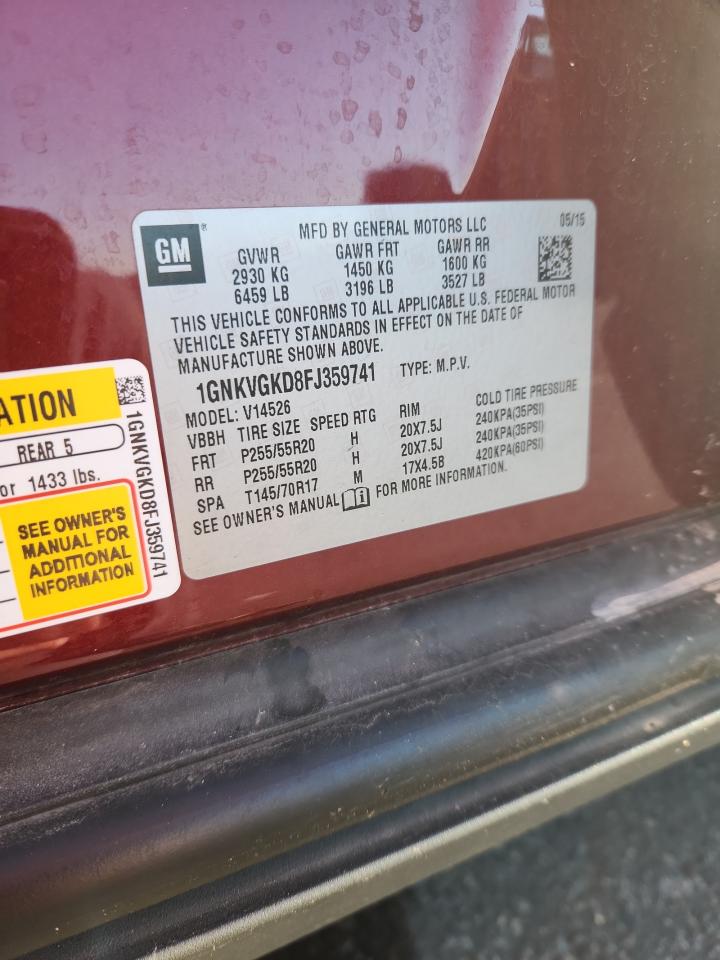 GM
MFD BY GENERAL MOTORS LLC 05/15
GVWR GAWR FRT GAWR RR
2930 KG 1450 KG 1600 KG
6459 LB 3196 LB 3527 LB
THIS VEHICLE CONFORMS TO ALL APPLICABLE U.S. FEDERAL MOTOR
VEHICLE SAFETY STANDARDS IN EFFECT ON THE DATE OF
MANUFACTURE SHOWN ABOVE.
1GNKVGKD8FJ359741 TYPE: M.P.V.
MODEL: V14526
VBBH TIRE SIZE SPEED RTG RIM COLD TIRE PRESSURE
FRT P255/55R20 H 20X7.5J 240KPA(35PSI)
RR P255/55R20 H 20X7.5J 240KPA(35PSI)
SPA T145/70R17 M 17X4.5B 420KPA(60PSI)
SEE OWNER'S MANUAL FOR MORE INFORMATION.
ATION
REAR 5
or 1433 lbs.
SEE OWNER'S
MANUAL FOR
ADDITIONAL
INFORMATION
1GNKVGKD8FJ359741